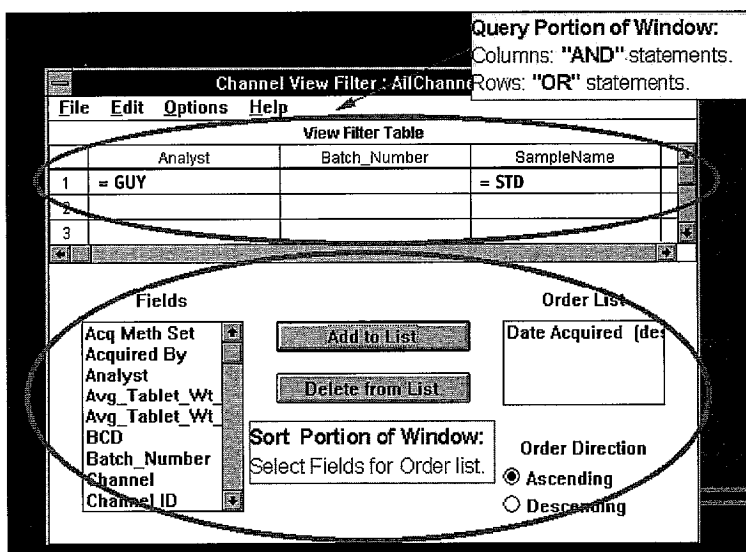 Query Portion of Window:
Columns: "AND" statements.
Rows: "OR" statements.
Channel View Filter : AllChanne
File Edit Options Help
View Filter Table
Analyst Batch_Number SampleName
1 = GUY = STD
2
3
Fields Order List
Acq Meth Set
Acquired By
Analyst
Avg_Tablet_Wt_
Avg_Tablet_Wt_
BCD
Batch_Number
Channel
Channel ID
Add to List
Delete from List
Date Acquired (des
Sort Portion of Window:
Select Fields for Order list.
Order Direction
Ascending
Descending